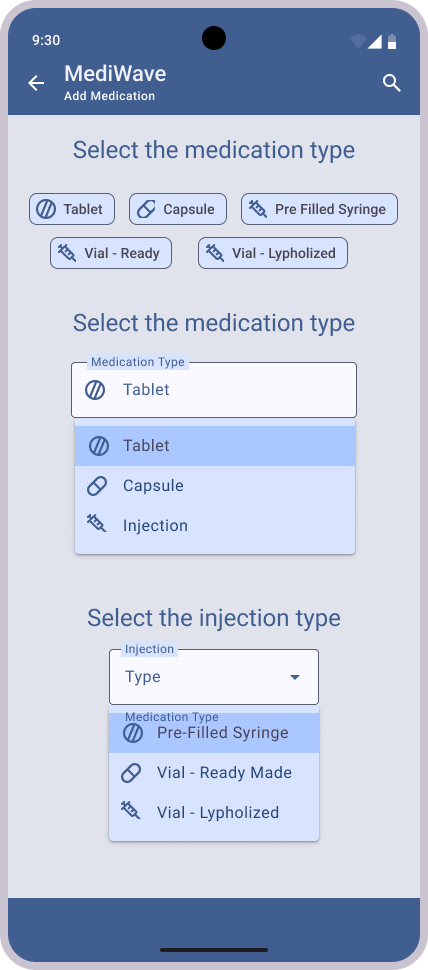 9:30
MediWave
Add Medication
Select the medication type
Tablet Capsule Pre Filled Syringe
Vial - Ready Vial - Lypholized
Select the medication type
Medication Type
Tablet
Tablet
Capsule
Injection
Select the injection type
Injection
Type
Medication Type
Pre-Filled Syringe
Vial - Ready Made
Vial - Lypholized